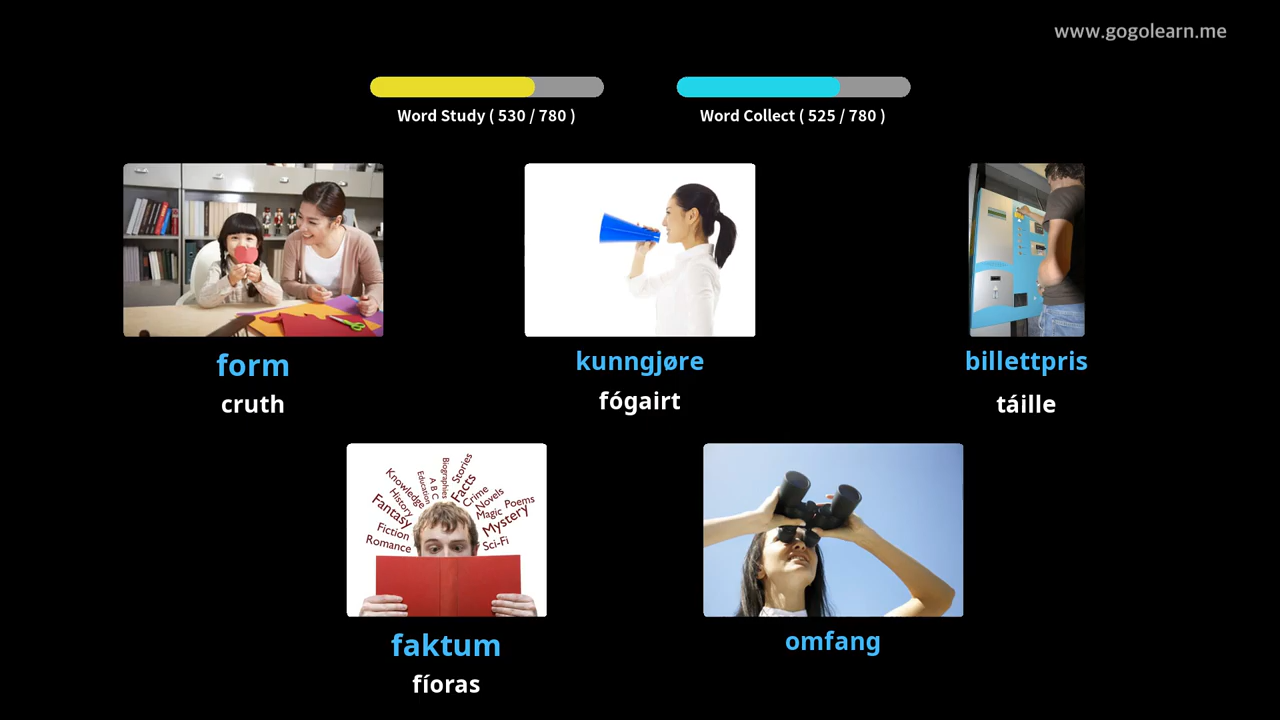 www.gogolearn.me
Word Study ( 530 / 780 )
Word Collect ( 525 / 780 )
form
cruth
kunngjøre
fógairt
billettpris
táille
Knowledge
History
Education
A B C
Biographies
Stories
Facts
Crime
Novels
Magic Poems
Fantasy
Mystery
Fiction
Romance
Sci-Fi
faktum
fíoras
omfang